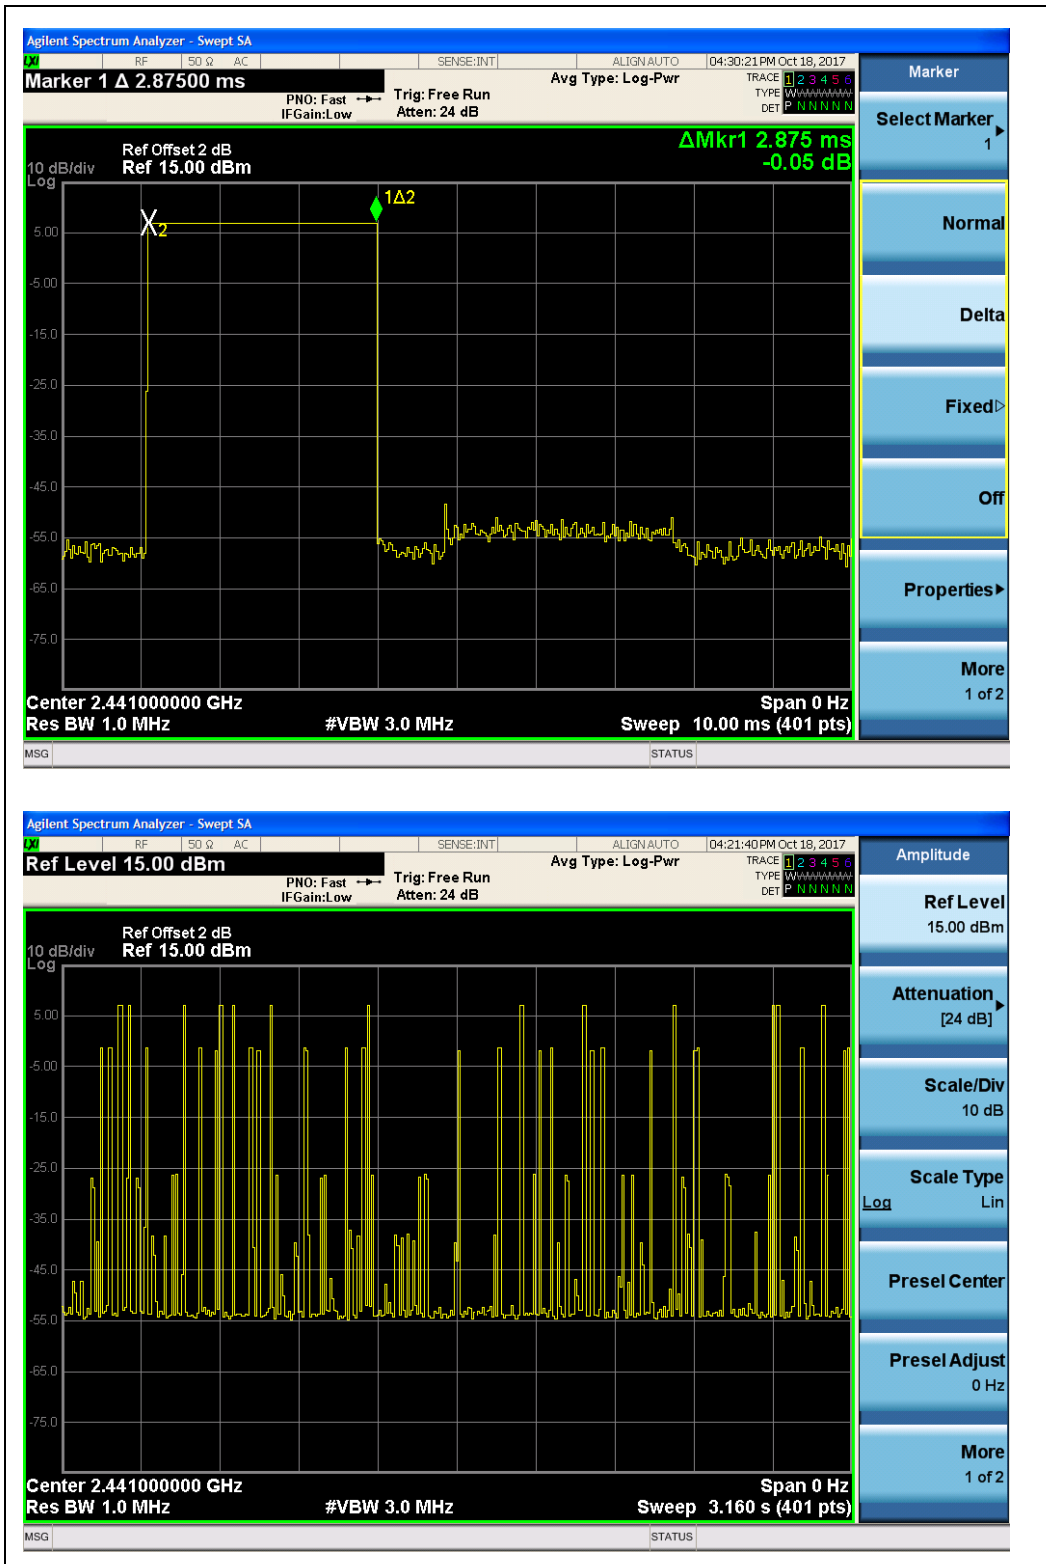 Agilent Spectrum Analyzer - Swept SA
LXI RF 50 Ω AC SENSE:INT ALIGNAUTO 04:30:21 PM Oct 18, 2017
Marker 1 Δ 2.87500 ms
PNO: Fast
IFGain:Low
Trig: Free Run
Atten: 24 dB
Avg Type: Log-Pwr
TRACE 1 2 3 4 5 6
TYPE WWWWWW
DET P N N N N N
Marker
Select Marker
1
Normal
Delta
Fixed
Off
Properties
More
1 of 2
ΔMkr1 2.875 ms
-0.05 dB
Ref Offset 2 dB
10 dB/div Ref 15.00 dBm
Log
1Δ2
X2
5.00
-5.00
-15.0
-25.0
-35.0
-45.0
-55.0
-65.0
-75.0
Center 2.441000000 GHz Span 0 Hz
Res BW 1.0 MHz #VBW 3.0 MHz Sweep 10.00 ms (401 pts)
MSG STATUS
Agilent Spectrum Analyzer - Swept SA
LXI RF 50 Ω AC SENSE:INT ALIGNAUTO 04:21:40 PM Oct 18, 2017
Ref Level 15.00 dBm
PNO: Fast
IFGain:Low
Trig: Free Run
Atten: 24 dB
Avg Type: Log-Pwr
TRACE 1 2 3 4 5 6
TYPE WWWWWW
DET P N N N N N
Amplitude
Ref Level
15.00 dBm
Attenuation
[24 dB]
Scale/Div
10 dB
Scale Type
Log Lin
Presel Center
Presel Adjust
0 Hz
More
1 of 2
Ref Offset 2 dB
10 dB/div Ref 15.00 dBm
Log
5.00
-5.00
-15.0
-25.0
-35.0
-45.0
-55.0
-65.0
-75.0
Center 2.441000000 GHz Span 0 Hz
Res BW 1.0 MHz #VBW 3.0 MHz Sweep 3.160 s (401 pts)
MSG STATUS